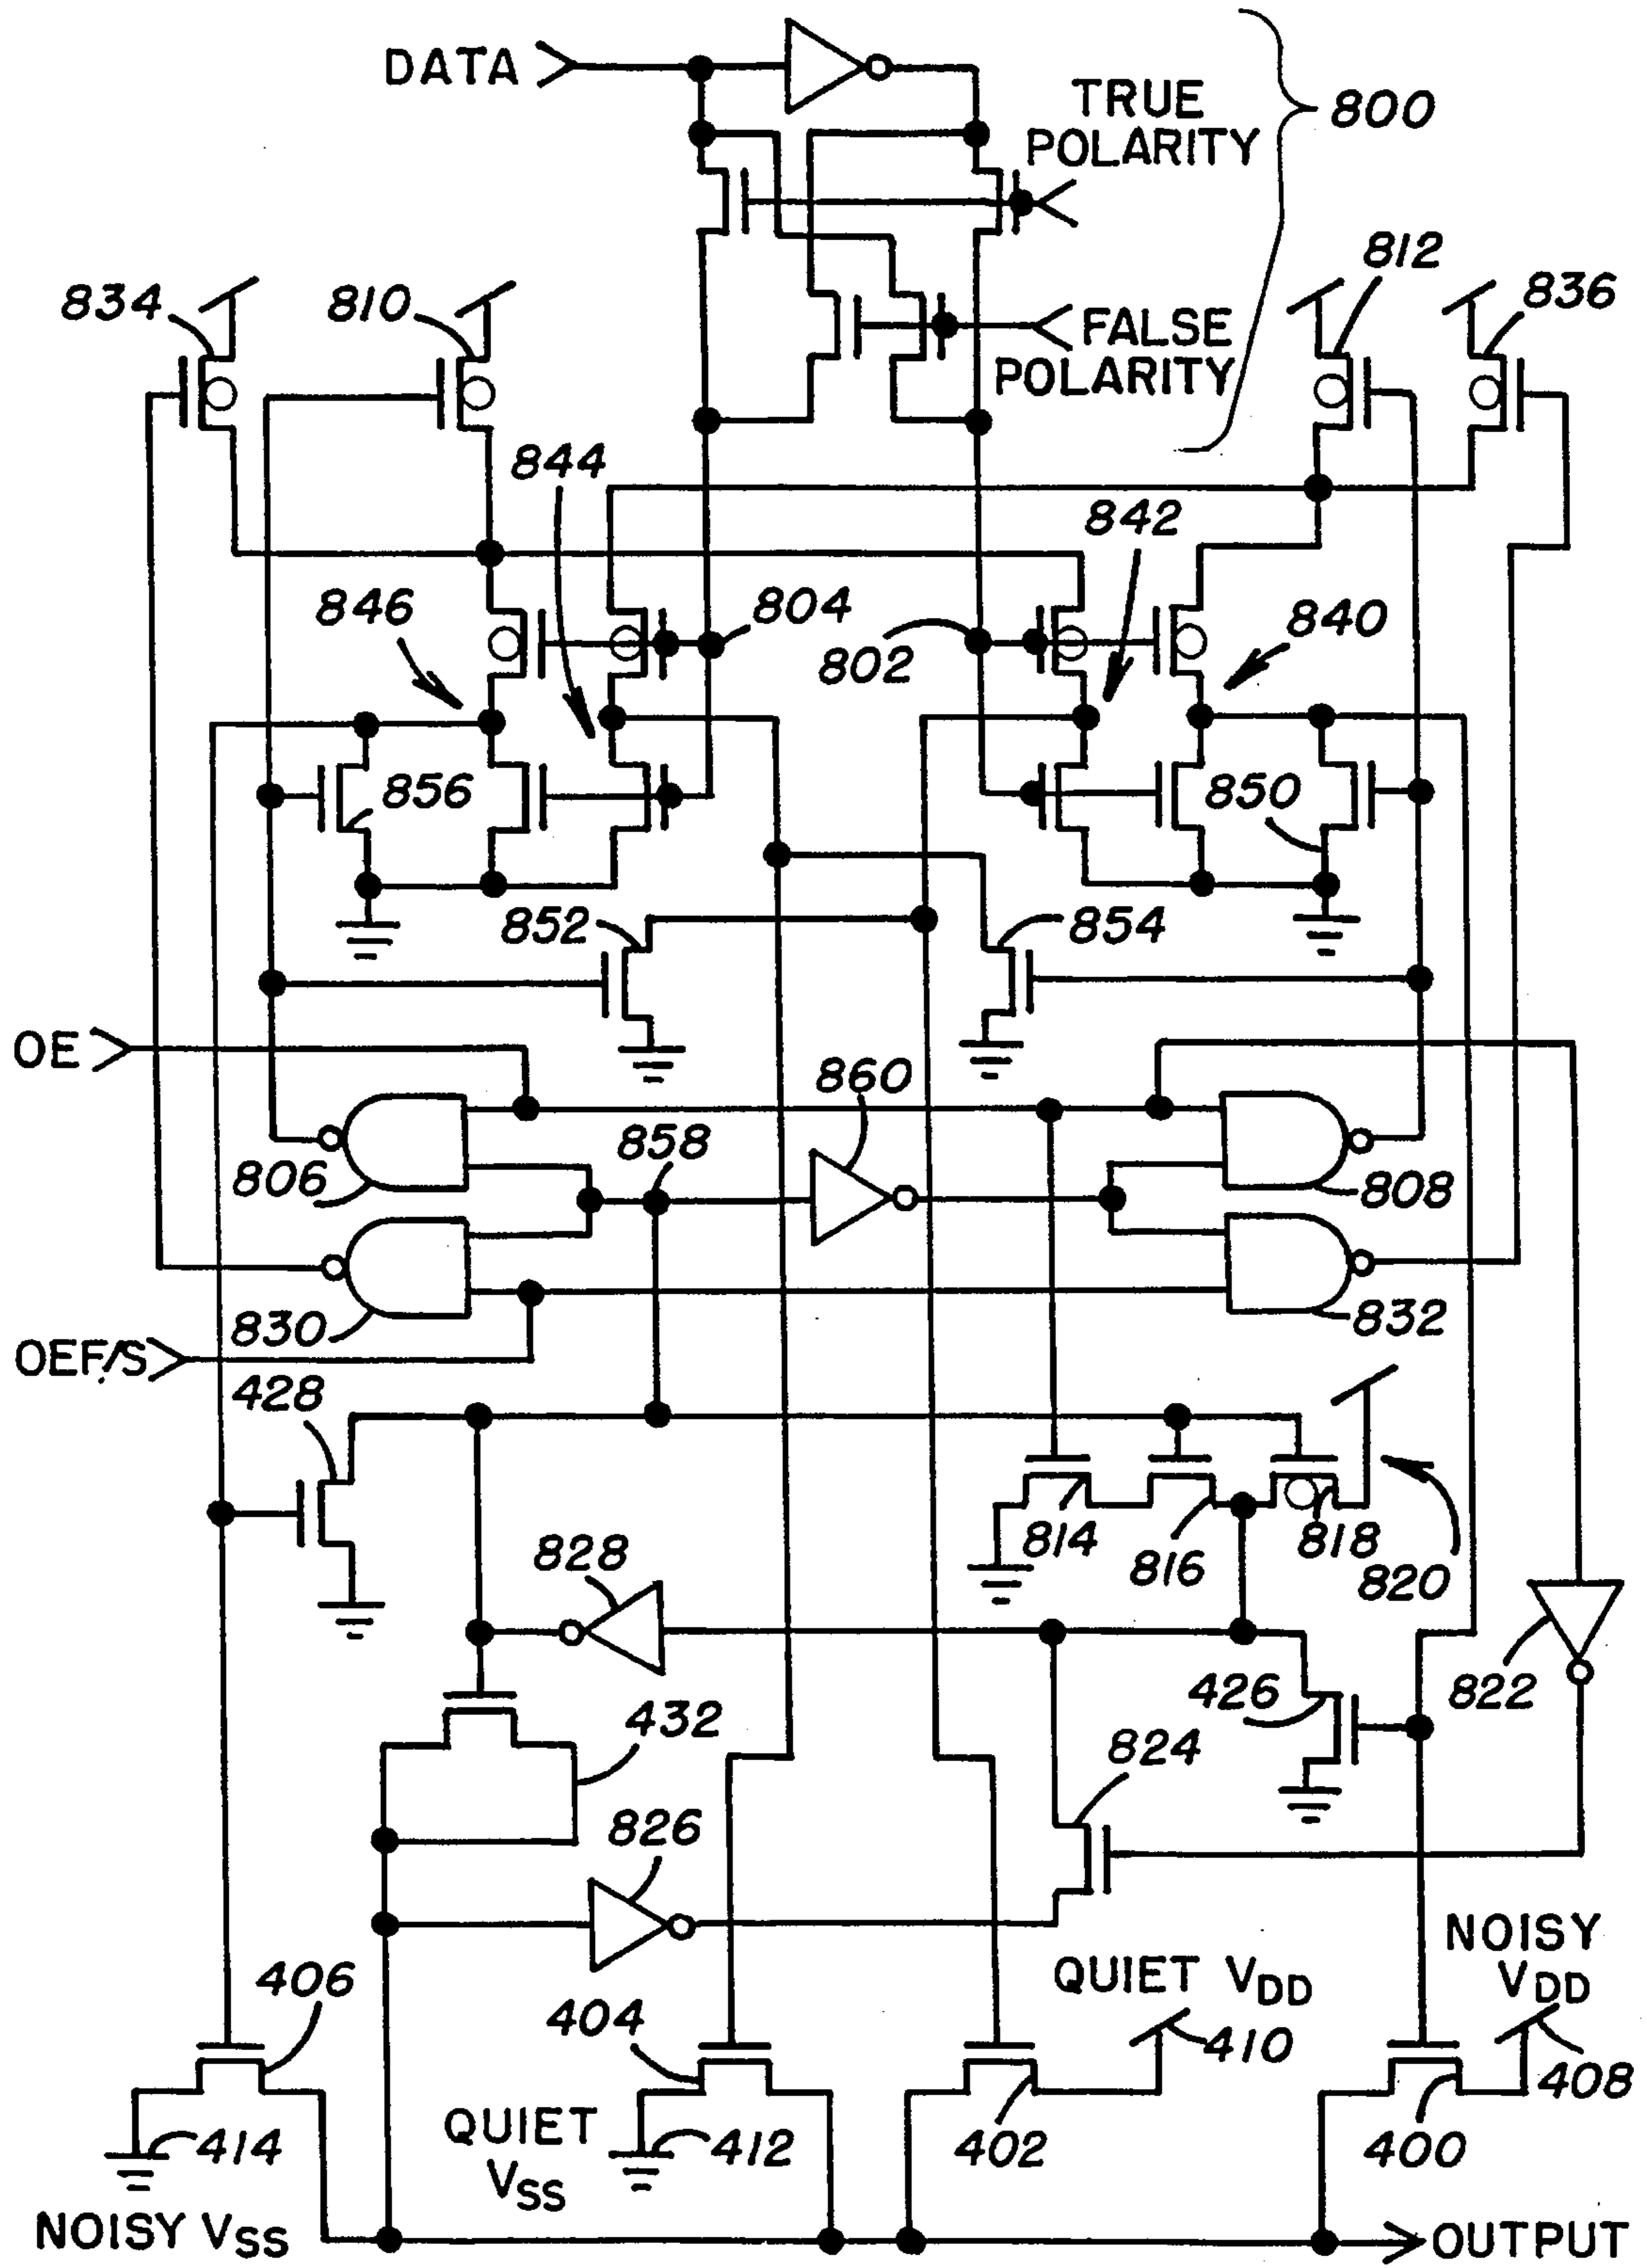 DATA
TRUE
POLARITY
800
812
834
810
836
FALSE
POLARITY
844
842
846
804
840
802
856
850
852
854
OE
860
858
806
808
830
832
OEF/S
428
814
818
816
820
828
432
426
822
824
826
NOISY
VDD
QUIET VDD
406
404
410
408
QUIET
VSS
414
412
402
400
NOISY VSS
OUTPUT